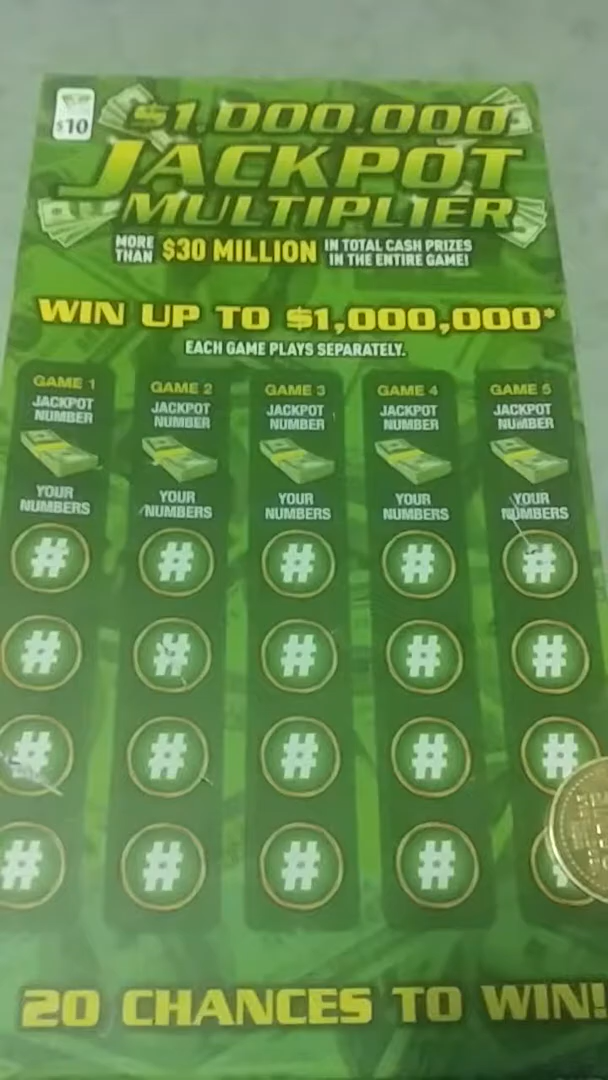 $10
$1,000,000
JACKPOT
MULTIPLIER
MORE THAN $30 MILLION IN TOTAL CASH PRIZES IN THE ENTIRE GAME!
WIN UP TO $1,000,000*
EACH GAME PLAYS SEPARATELY.
GAME 1 GAME 2 GAME 3 GAME 4 GAME 5
JACKPOT JACKPOT JACKPOT JACKPOT JACKPOT
NUMBER NUMBER NUMBER NUMBER NUMBER
YOUR YOUR YOUR YOUR YOUR
NUMBERS NUMBERS NUMBERS NUMBERS NUMBERS
# # # # #
# # # # #
# # # # #
# # # #
20 CHANCES TO WIN!